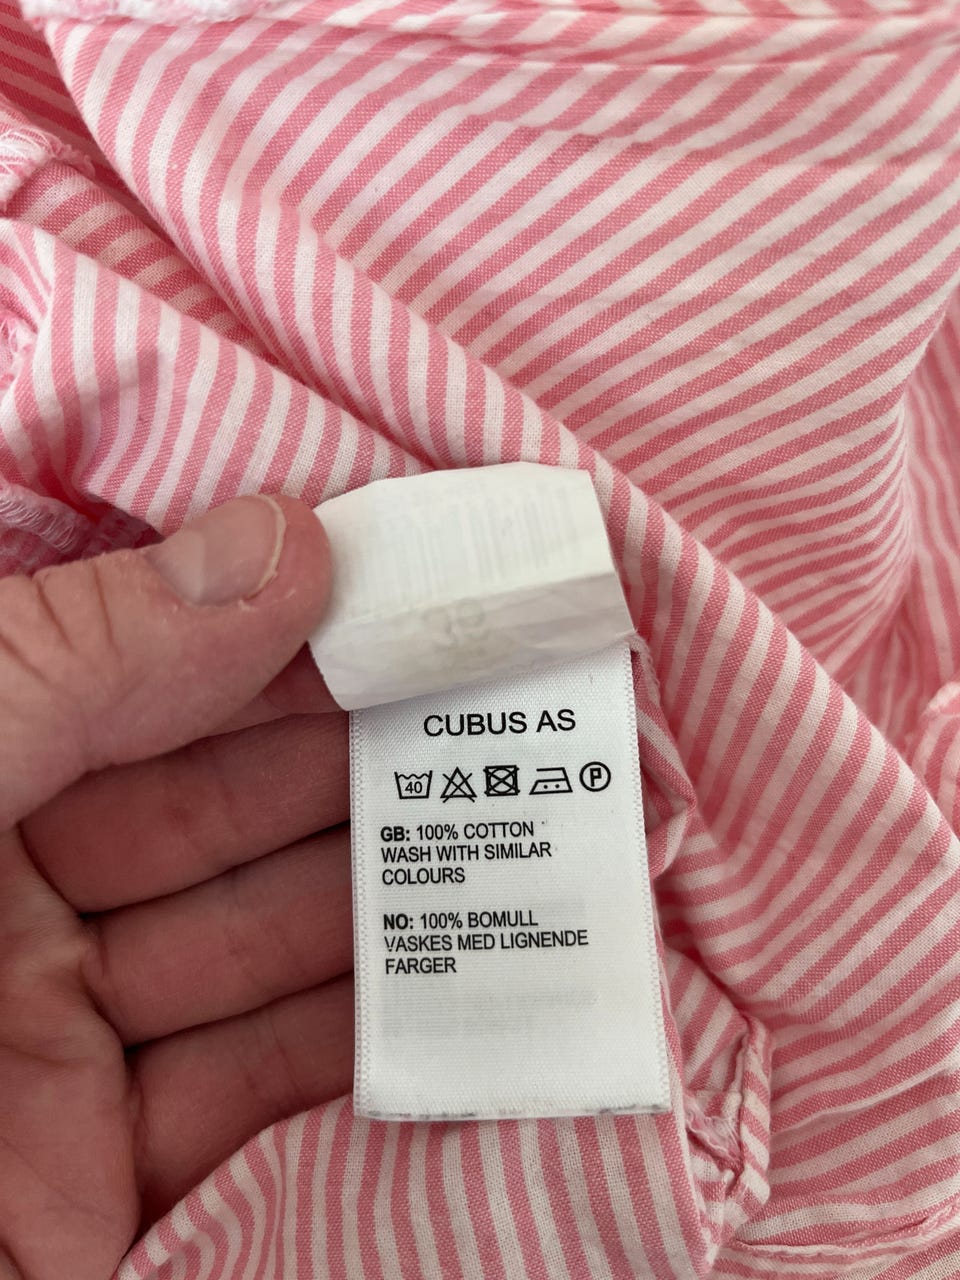 CUBUS AS
40 P
GB: 100% COTTON
WASH WITH SIMILAR
COLOURS
NO: 100% BOMULL
VASKES MED LIGNENDE
FARGER